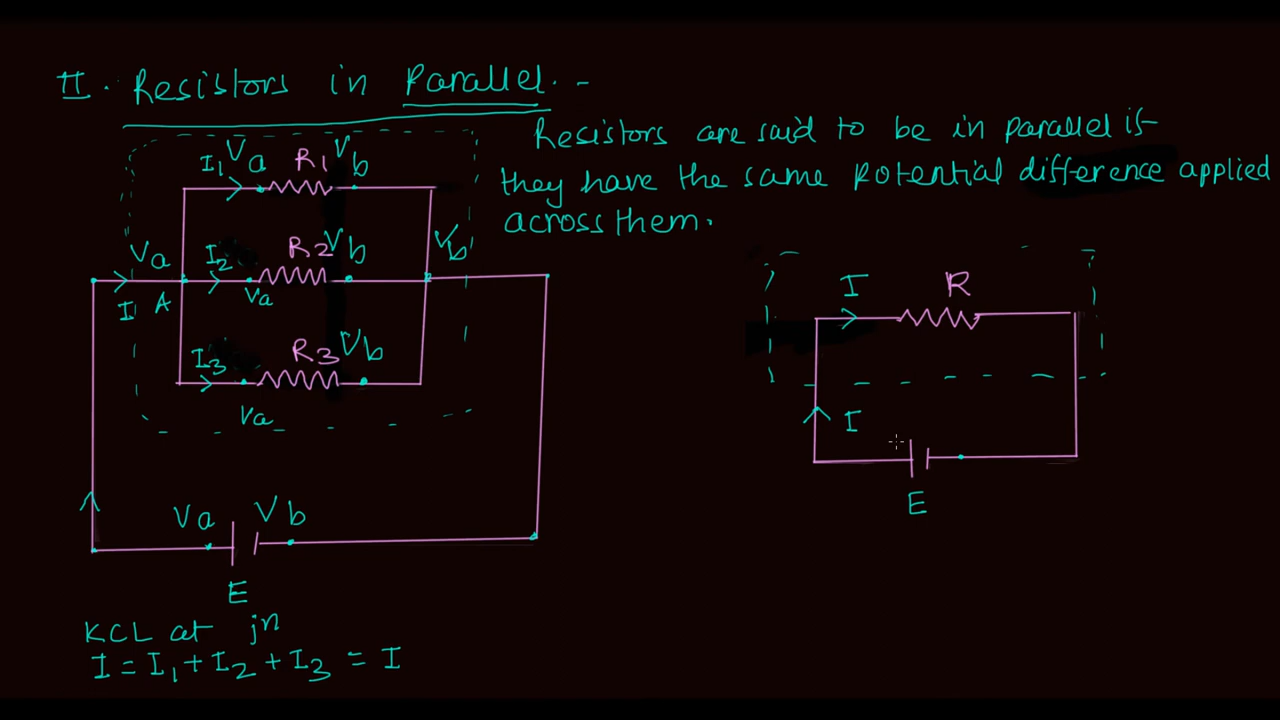 II. Resistors in Parallel. -
Resistors are said to be in parallel if
they have the same potential difference applied
across them.
I1 Va R1 Vb
Va I2 R2 Vb Vb
I A Va
I3 R3 Vb
Va
Va Vb
E
I R
I
E
KCL at jn
I = I1 + I2 + I3 = I